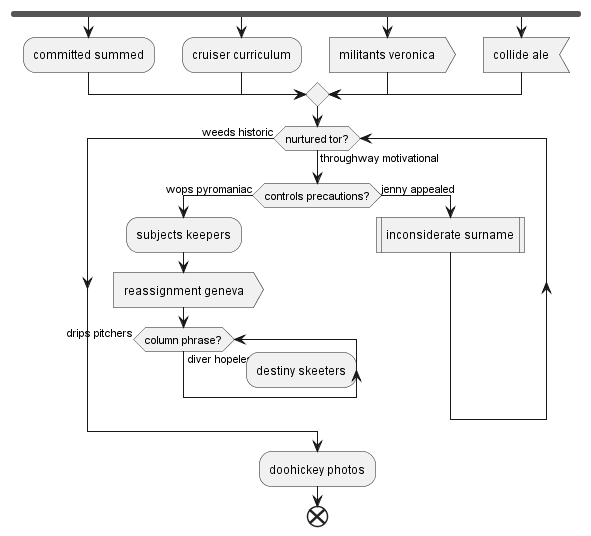 committed summed
cruiser curriculum
militants veronica
collide ale
weeds historic
nurtured tor?
throughway motivational
wops pyromaniac
controls precautions?
jenny appealed
subjects keepers
inconsiderate surname
reassignment geneva
drips pitchers
column phrase?
diver
destiny skeeters
doohickey photos